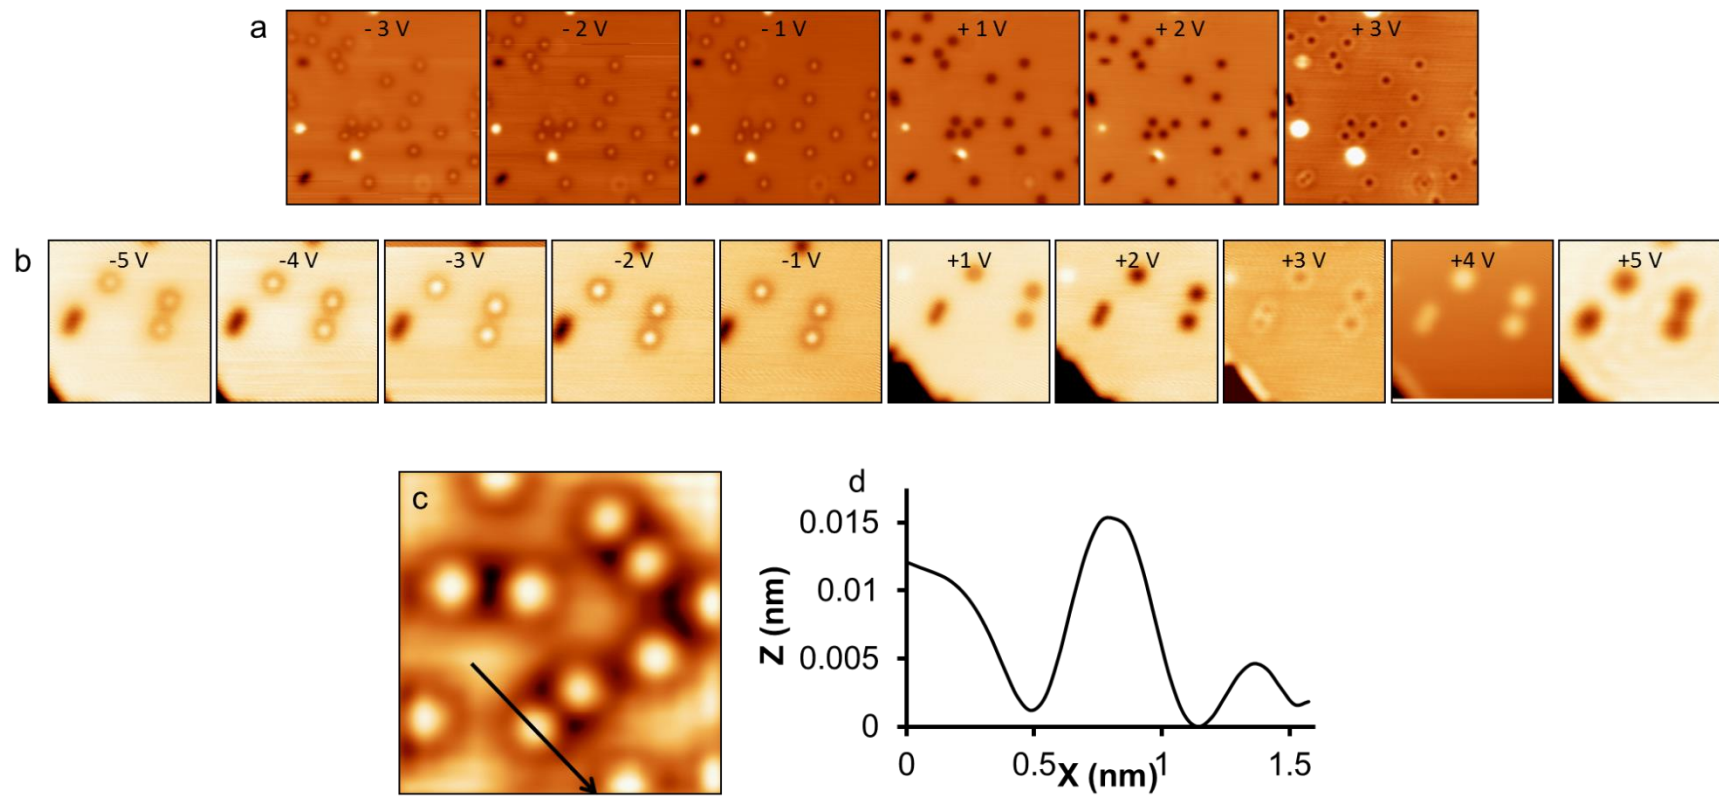 a
- 3 V - 2 V - 1 V + 1 V + 2 V + 3 V
b
-5 V -4 V -3 V -2 V -1 V +1 V +2 V +3 V +4 V +5 V
c
d
Z (nm)
0.015
0.01
0.005
0
0 0.5 1 1.5
X (nm)